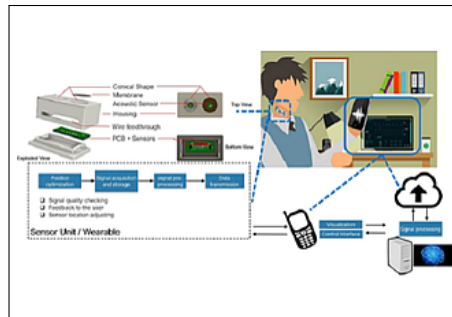 Conical Shape
Membrane
Acoustic Sensor
Housing
Wire feedthrough
PCB + Sensors
Exploded View
Top View
Bottom View
Position optimization
Signal acquisition and storage
signal pre-processing
Data Transmission
Signal quality checking
Feedback to the user
Sensor location adjusting
Sensor Unit / Wearable
Visualization
Control interface
Signal processing